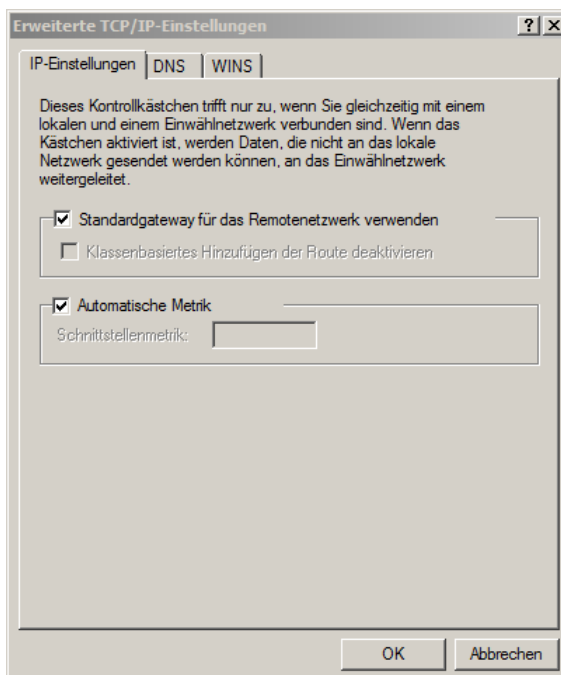 Erweiterte TCP/IP-Einstellungen
IP-Einstellungen DNS WINS
Dieses Kontrollkästchen trifft nur zu, wenn Sie gleichzeitig mit einem
lokalen und einem Einwählnetzwerk verbunden sind. Wenn das
Kästchen aktiviert ist, werden Daten, die nicht an das lokale
Netzwerk gesendet werden können, an das Einwählnetzwerk
weitergeleitet.
Standardgateway für das Remotenetzwerk verwenden
Klassenbasiertes Hinzufügen der Route deaktivieren
Automatische Metrik
Schnittstellenmetrik:
OK Abbrechen